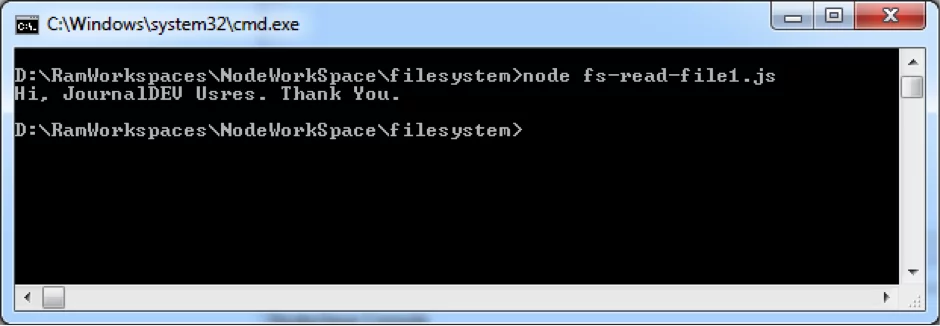 C:\Windows\system32\cmd.exe
D:\RamWorkspaces\NodeWorkSpace\filesystem>node fs-read-file1.js
Hi, JournalDEV Usres. Thank You.
D:\RamWorkspaces\NodeWorkSpace\filesystem>